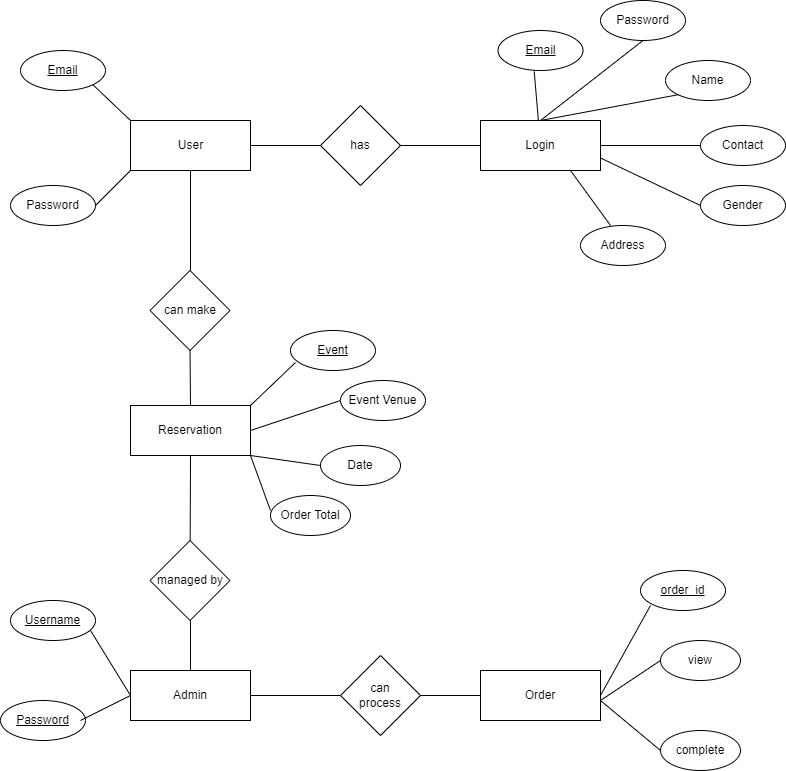 Password
Email
Email
Name
User
has
Login
Contact
Password
Gender
Address
can make
Event
Event Venue
Reservation
Date
Order Total
managed by
order_id
Username
view
Admin
can
process
Order
Password
complete